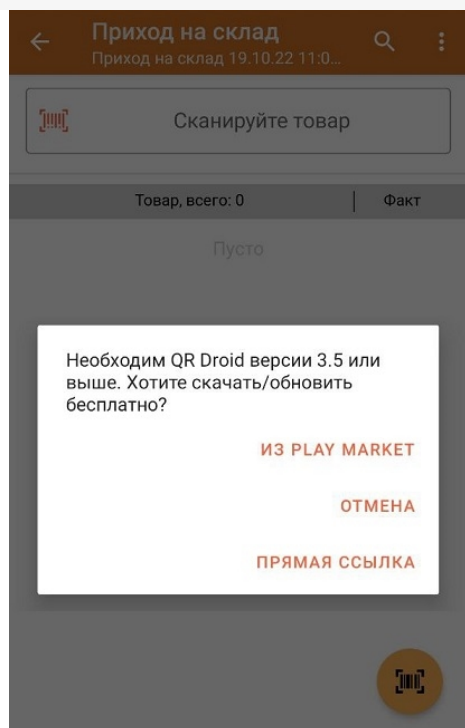 Приход на склад
Приход на склад 19.10.22 11:0...
Сканируйте товар
Товар, всего: 0 Факт
Пусто
Необходим QR Droid версии 3.5 или
выше. Хотите скачать/обновить
бесплатно?
ИЗ PLAY MARKET
ОТМЕНА
ПРЯМАЯ ССЫЛКА